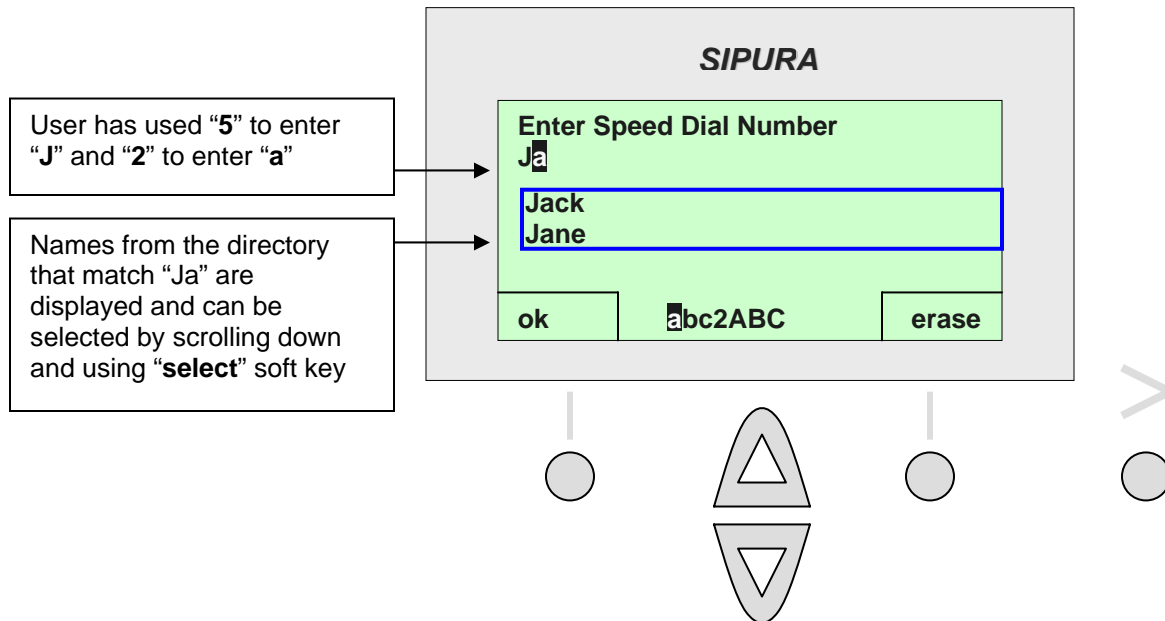 SIPURA
User has used “5” to enter
“J” and “2” to enter “a”
Enter Speed Dial Number
Ja
Jack
Jane
Names from the directory
that match “Ja” are
displayed and can be
selected by scrolling down
and using “select” soft key
ok abc2ABC erase
>